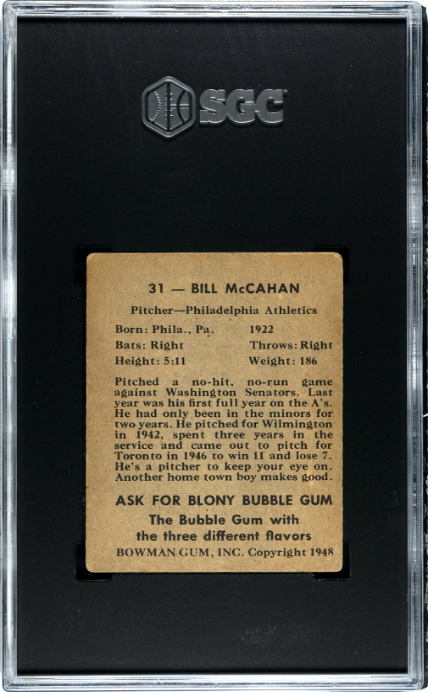 SGC
31 — BILL McCAHAN
Pitcher—Philadelphia Athletics
Born: Phila., Pa. 1922
Bats: Right Throws: Right
Height: 5:11 Weight: 186
Pitched a no-hit, no-run game
against Washington Senators. Last
year was his first full year on the A's.
He had only been in the minors for
two years. He pitched for Wilmington
in 1942, spent three years in the
service and came out to pitch for
Toronto in 1946 to win 11 and lose 7.
He's a pitcher to keep your eye on.
Another home town boy makes good.
ASK FOR BLONY BUBBLE GUM
The Bubble Gum with
the three different flavors
BOWMAN GUM, INC. Copyright 1948